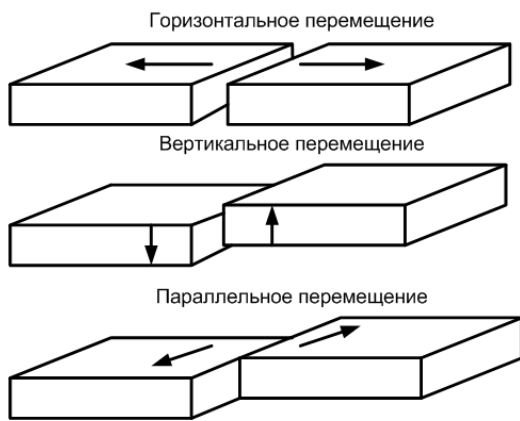 Горизонтальное перемещение
Вертикальное перемещение
Параллельное перемещение